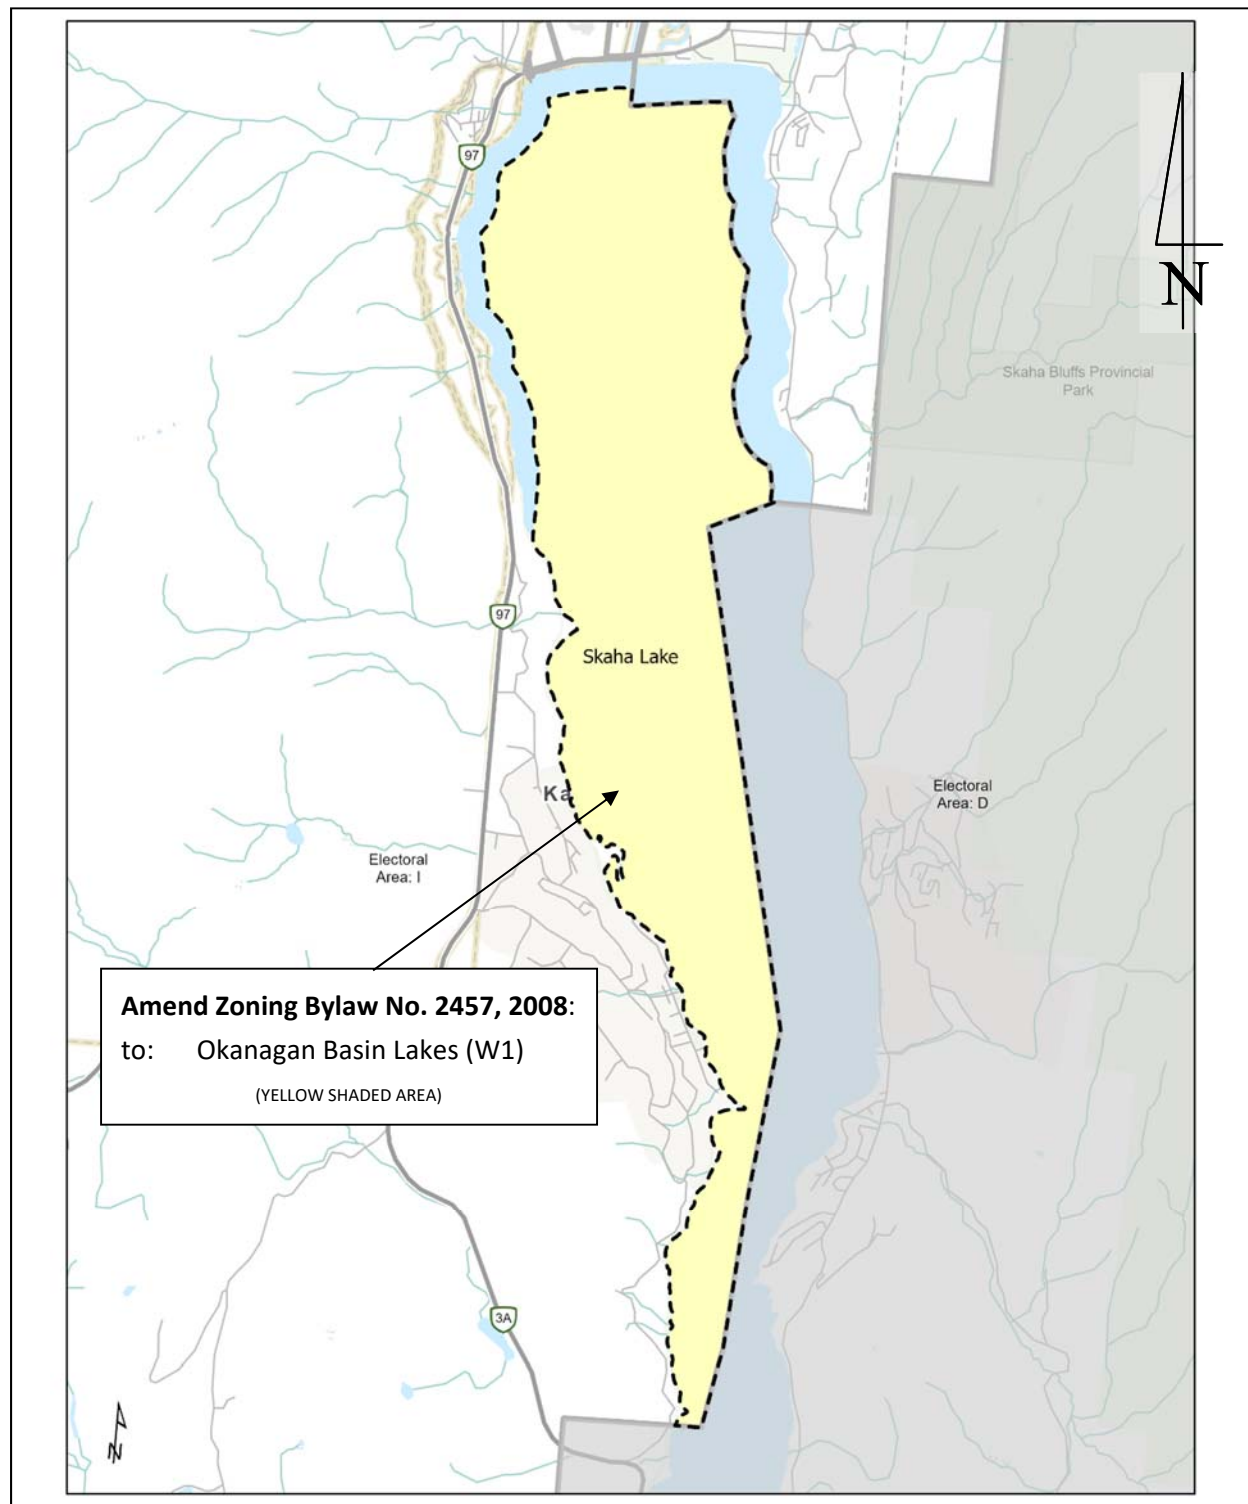 97
N
Skaha Bluffs Provincial
Park
97
Skaha Lake
Ka
Electoral
Area: D
Electoral
Area: I
Amend Zoning Bylaw No. 2457, 2008:
to: Okanagan Basin Lakes (W1)
(YELLOW SHADED AREA)
3A
N